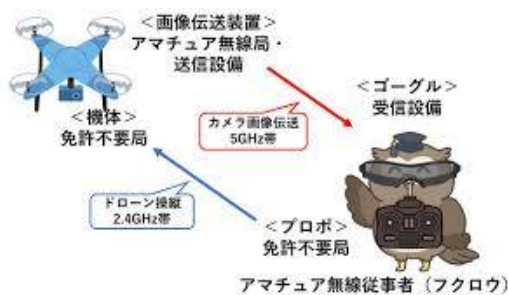 ＜画像伝送装置＞
アマチュア無線局・
送信設備
＜ゴーグル＞
受信設備
＜機体＞
免許不要局
カメラ画像伝送
5GHz帯
ドローン操縦
2.4GHz帯
＜プロポ＞
免許不要局
アマチュア無線従事者（フクロウ）